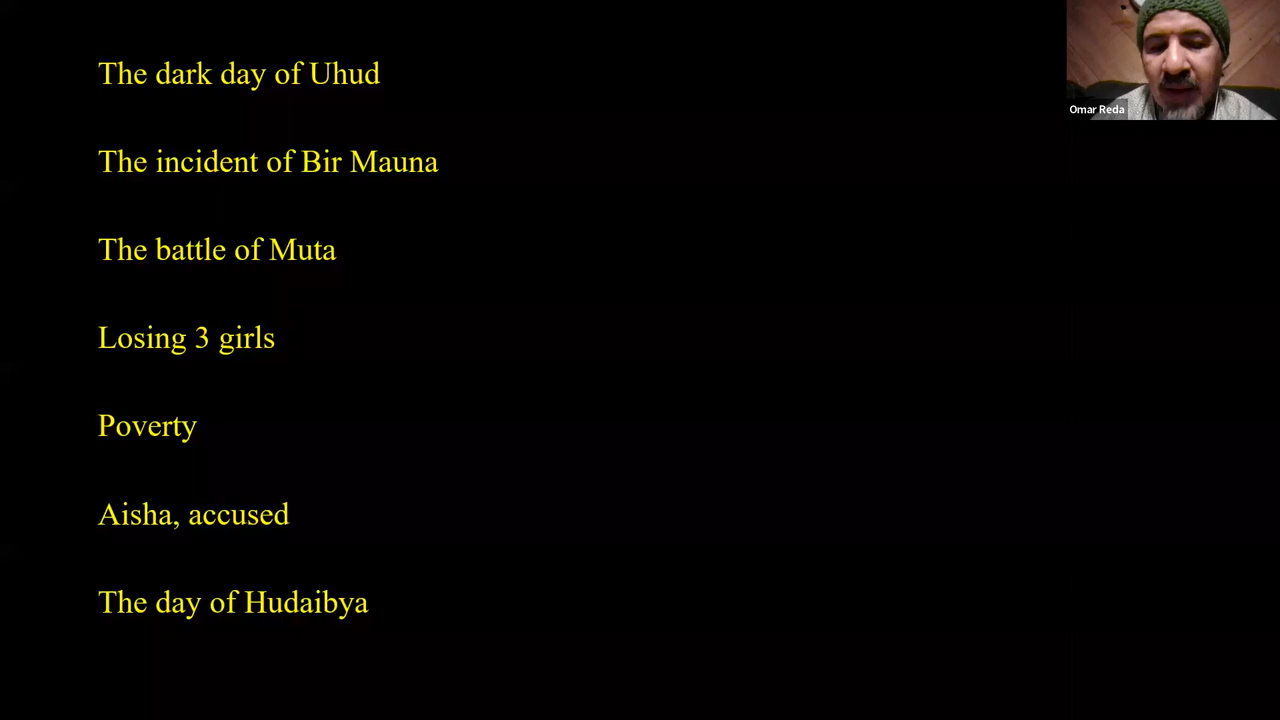 The dark day of Uhud
Omar Reda
The incident of Bir Mauna
The battle of Muta
Losing 3 girls
Poverty
Aisha, accused
The day of Hudaibya